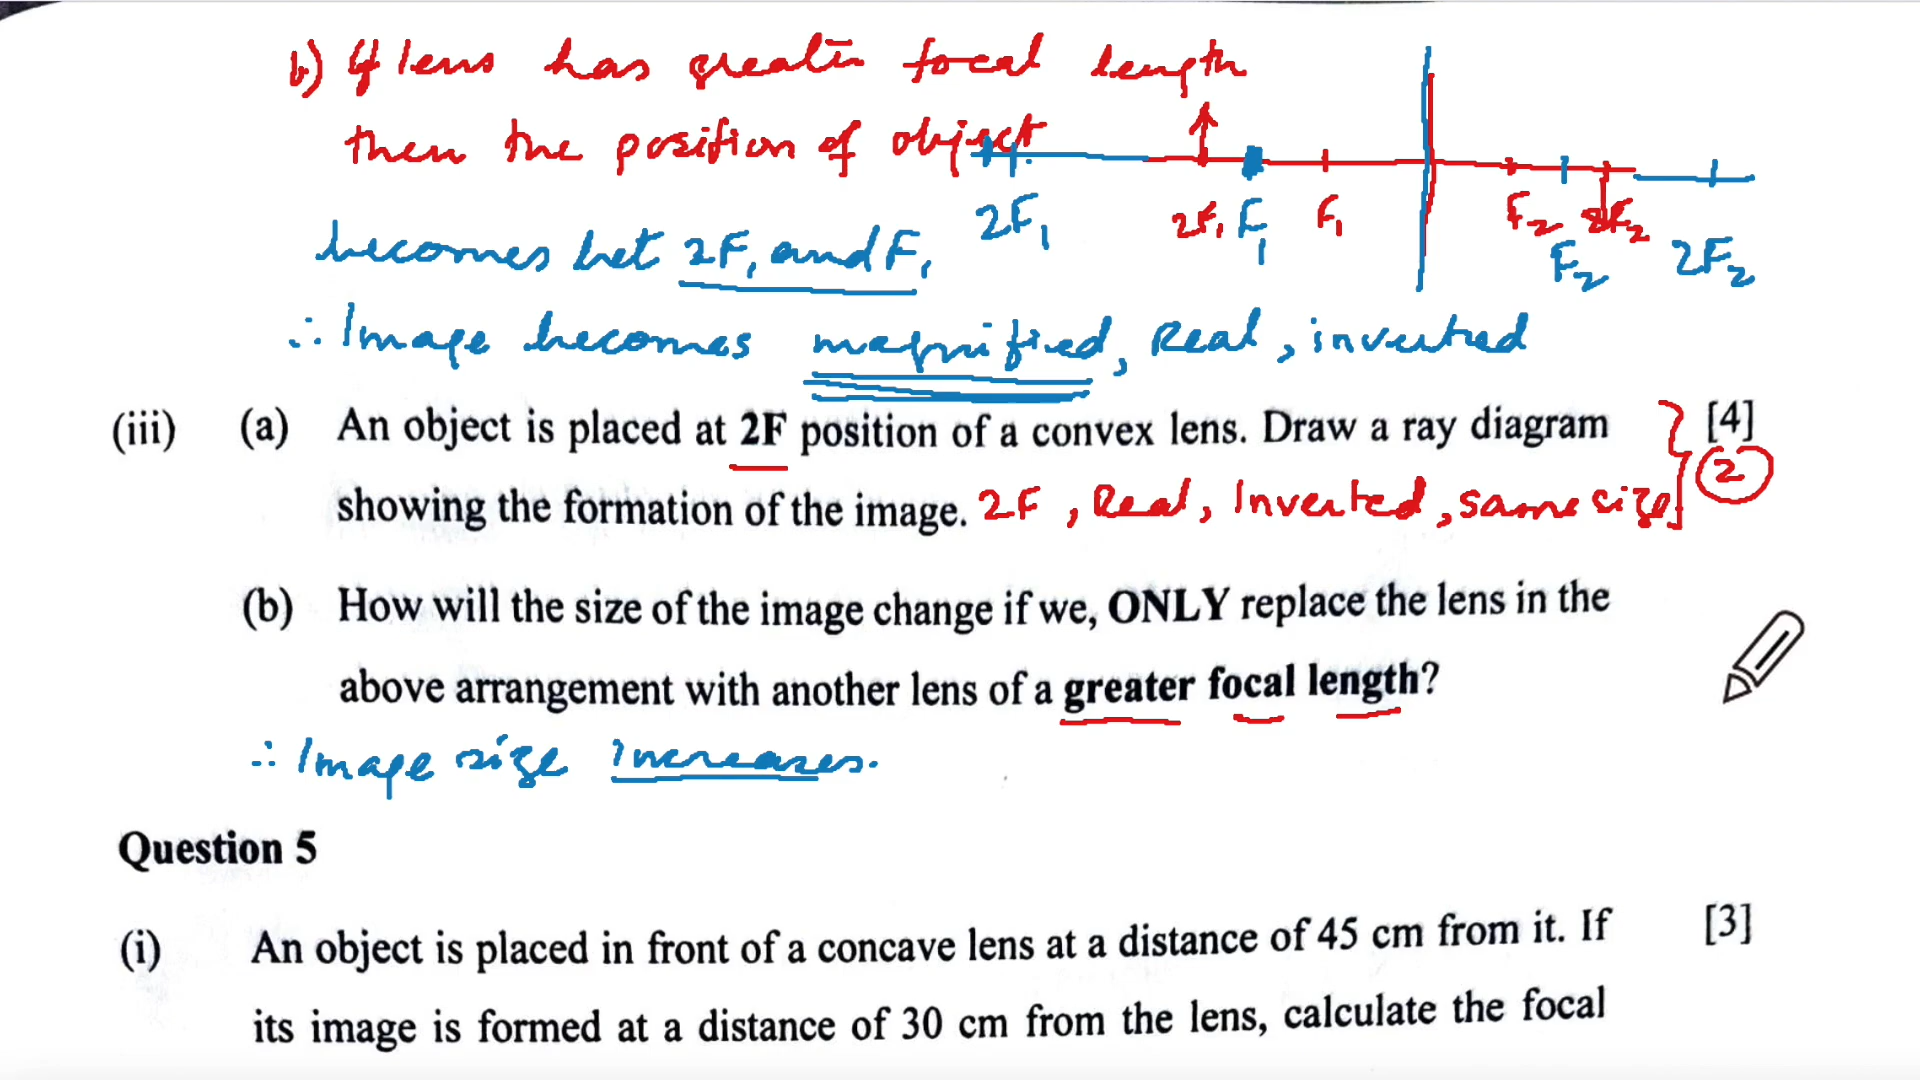 b) If lens has greater focal length
then the position of object
2F₁ 2F₁ F₁ F₁ F₂ 2F₂
F₂ 2F₂
becomes bet 2F, and F,
∴ Image becomes magnified, Real, inverted
(iii) (a) An object is placed at 2F position of a convex lens. Draw a ray diagram [4]
showing the formation of the image. 2F, Real, Inverted, same size] 2
(b) How will the size of the image change if we, ONLY replace the lens in the
above arrangement with another lens of a greater focal length?
∴ Image size increases.
Question 5
(i) An object is placed in front of a concave lens at a distance of 45 cm from it. If [3]
its image is formed at a distance of 30 cm from the lens, calculate the focal